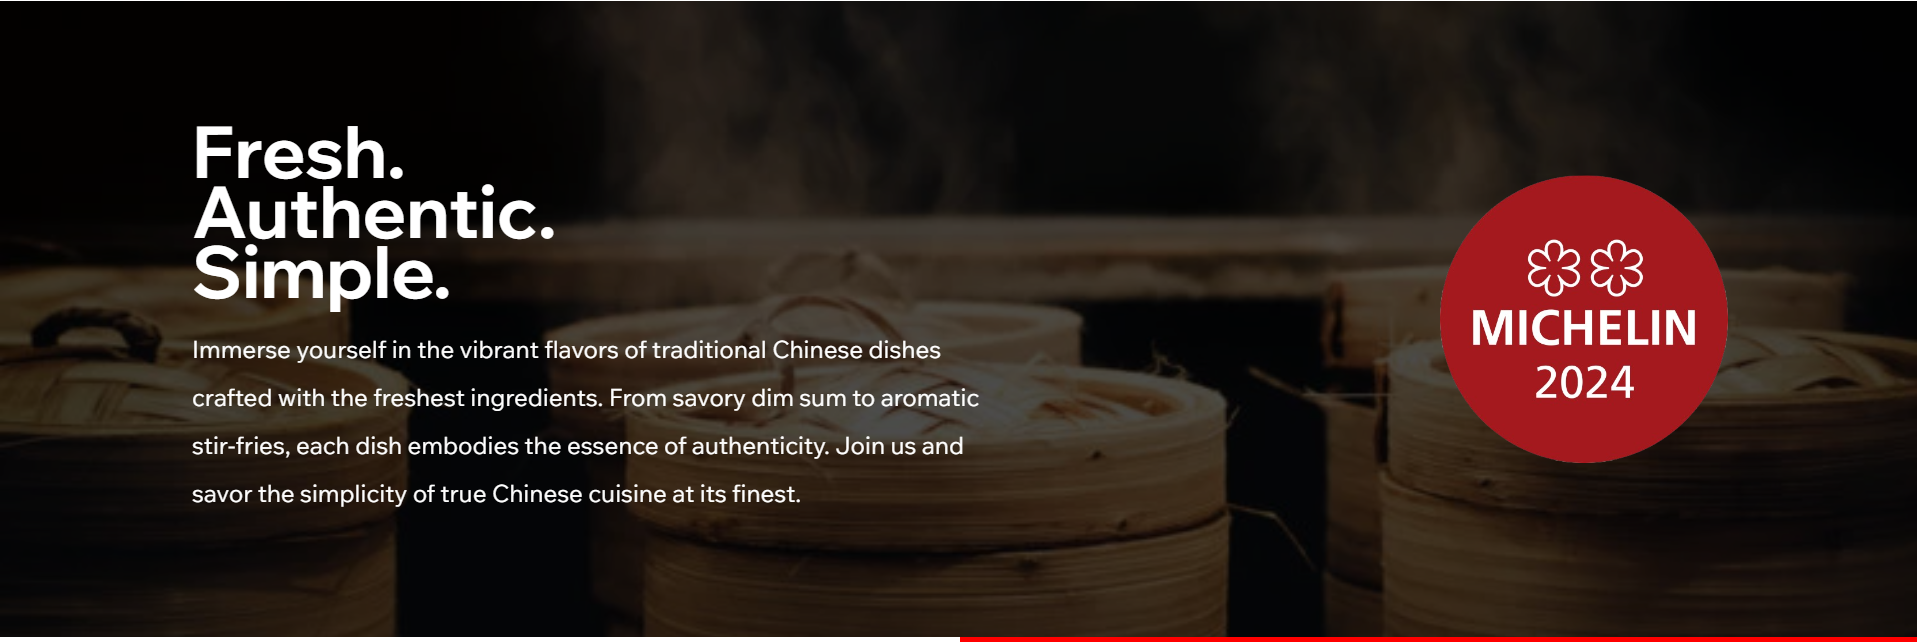 Fresh.
Authentic.
Simple.
Immerse yourself in the vibrant flavors of traditional Chinese dishes
crafted with the freshest ingredients. From savory dim sum to aromatic
stir-fries, each dish embodies the essence of authenticity. Join us and
savor the simplicity of true Chinese cuisine at its finest.
MICHELIN
2024